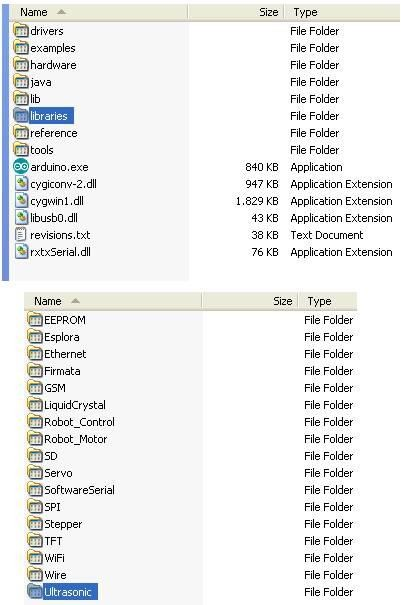 Name Size Type
drivers File Folder
examples File Folder
hardware File Folder
java File Folder
lib File Folder
libraries File Folder
reference File Folder
tools File Folder
arduino.exe 840 KB Application
cygiconv-2.dll 947 KB Application Extension
cygwin1.dll 1.829 KB Application Extension
libusb0.dll 43 KB Application Extension
revisions.txt 38 KB Text Document
rxtxSerial.dll 76 KB Application Extension
Name Size Type
EEPROM File Folder
Esplora File Folder
Ethernet File Folder
Firmata File Folder
GSM File Folder
LiquidCrystal File Folder
Robot_Control File Folder
Robot_Motor File Folder
SD File Folder
Servo File Folder
SoftwareSerial File Folder
SPI File Folder
Stepper File Folder
TFT File Folder
WiFi File Folder
Wire File Folder
Ultrasonic File Folder